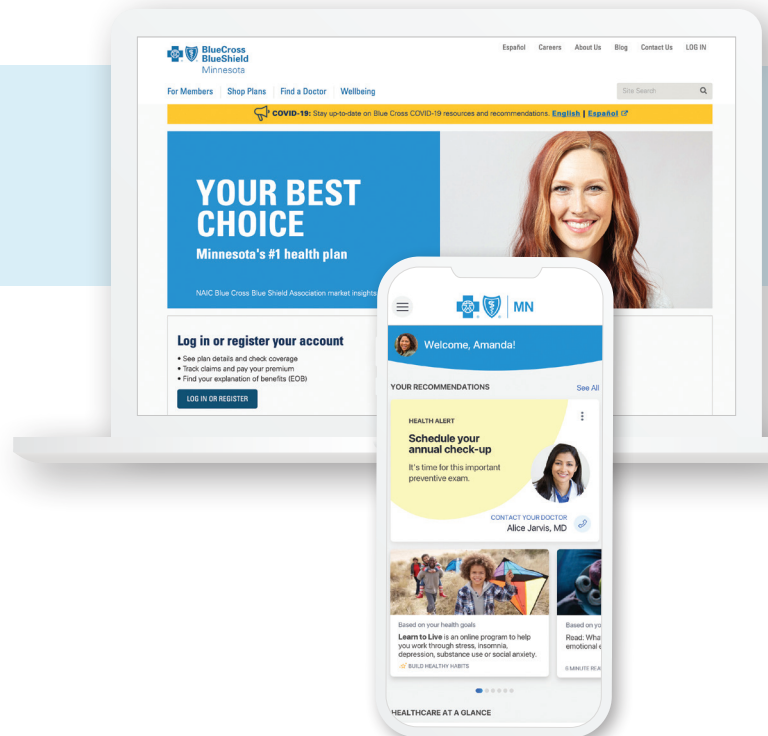 BlueCross
BlueShield
Minnesota
Español Careers About Us Blog Contact Us LOG IN
For Members Shop Plans Find a Doctor Wellbeing
Site Search
COVID-19: Stay up-to-date on Blue Cross COVID-19 resources and recommendations. English | Español
YOUR BEST
CHOICE
Minnesota's #1 health plan
NAIC Blue Cross Blue Shield Association market insights
Log in or register your account
• See plan details and check coverage
• Track claims and pay your premium
• Find your explanation of benefits (EOB)
LOG IN OR REGISTER
MN
Welcome, Amanda!
YOUR RECOMMENDATIONS See All
HEALTH ALERT
Schedule your
annual check-up
It's time for this important
preventive exam.
CONTACT YOUR DOCTOR
Alice Jarvis, MD
Based on your health goals
Learn to Live is an online program to help
you work through stress, insomnia,
depression, substance use or social anxiety.
BUILD HEALTHY HABITS
Based on yo
Read: Wha
emotional e
HEALTHCARE AT A GLANCE